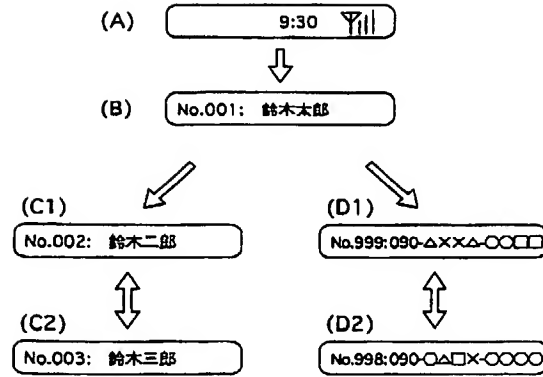 (A)
9:30
(B)
No.001: 鈴木太郎
(C1)
(D1)
No.002: 鈴木二郎
No.999:090-△××△-○○□□
(C2)
(D2)
No.003: 鈴木三郎
No.998:090-○△□×-○○○○